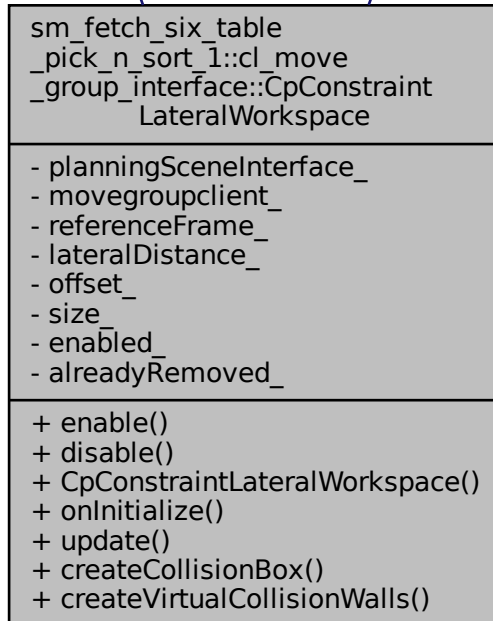 sm_fetch_six_table
_pick_n_sort_1::cl_move
_group_interface::CpConstraint
LateralWorkspace
- planningSceneInterface_
- movegroupclient_
- referenceFrame_
- lateralDistance_
- offset_
- size_
- enabled_
- alreadyRemoved_
+ enable()
+ disable()
+ CpConstraintLateralWorkspace()
+ onInitialize()
+ update()
+ createCollisionBox()
+ createVirtualCollisionWalls()